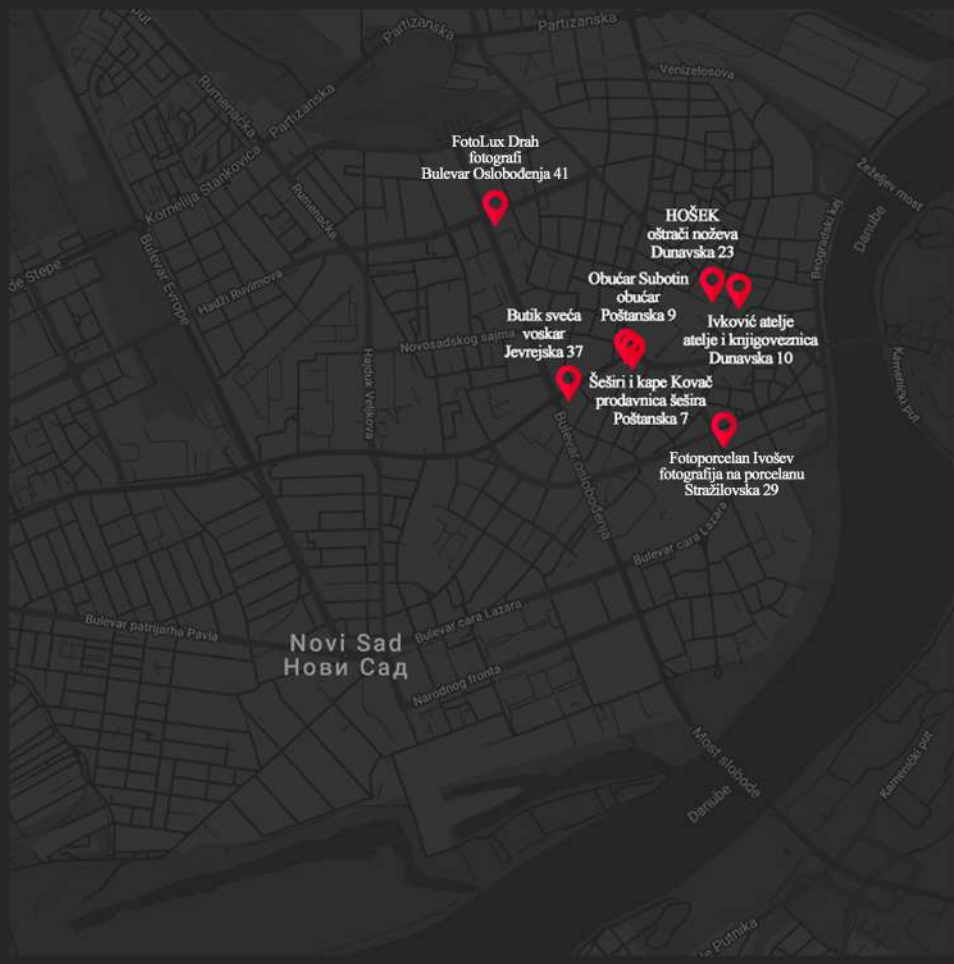 Partizanska
Partizanska
put
Rumenačka
Partizanska
Venizelosova
Kornelija Stankovića
Rumenačka
Žeželjev most
Danube
Beogradski kej
FotoLux Drah
fotografi
Bulevar Oslobođenja 41
HOŠEK
oštrači noževa
Dunavska 23
de Stepe
Bulevar Evrope
Hadži Ruvimova
Obućar Subotin
obućar
Poštanska 9
Butik sveća
voskar
Jevrejska 37
Novosadskog sajma
Ivković atelje
atelje i knjigoveznica
Dunavska 10
Kamenički put
Hajduk Veljkova
Šeširi i kape Kovač
prodavnica šešira
Poštanska 7
Bulevar oslobođenja
Fotoporcelan Ivošev
fotografija na porcelanu
Stražilovska 29
Bulevar cara Lazara
Bulevar patrijarha Pavla
Bulevar cara Lazara
Novi Sad
Нови Сад
Narodnog fronta
Most slobode
Danube
Kamenički put
Putnika